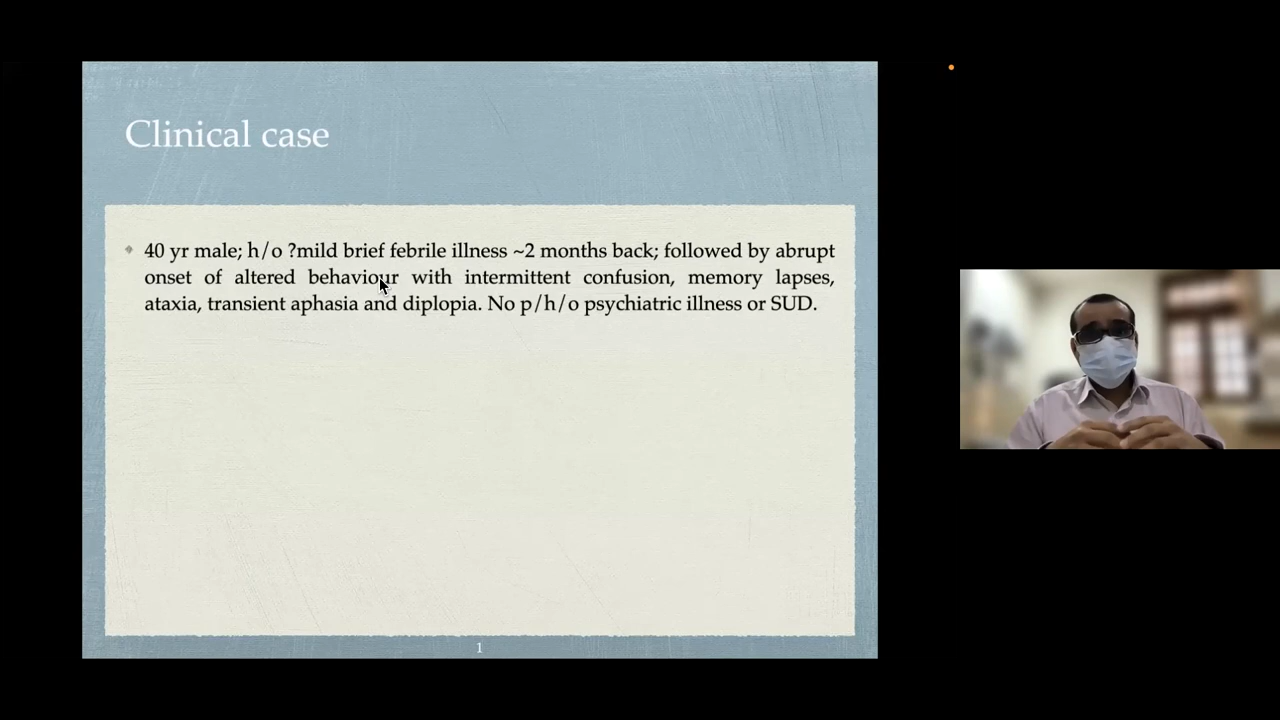 Clinical case
40 yr male; h/o ?mild brief febrile illness ~2 months back; followed by abrupt
onset of altered behaviour with intermittent confusion, memory lapses,
ataxia, transient aphasia and diplopia. No p/h/o psychiatric illness or SUD.
1